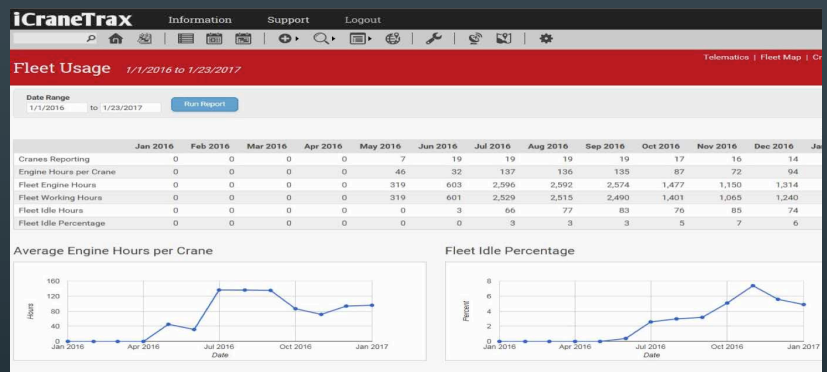 iCraneTrax Information Support Logout
Telematics | Fleet Map | Cr
Fleet Usage 1/1/2016 to 1/23/2017
Date Range
1/1/2016 to 1/23/2017 Run Report
Jan 2016 Feb 2016 Mar 2016 Apr 2016 May 2016 Jun 2016 Jul 2016 Aug 2016 Sep 2016 Oct 2016 Nov 2016 Dec 2016 Ja
Cranes Reporting 0 0 0 0 7 19 19 19 19 17 16 14
Engine Hours per Crane 0 0 0 0 46 32 137 136 135 87 72 94
Fleet Engine Hours 0 0 0 0 319 603 2,596 2,592 2,574 1,477 1,150 1,314
Fleet Working Hours 0 0 0 0 319 601 2,529 2,515 2,490 1,401 1,065 1,240
Fleet Idle Hours 0 0 0 0 0 3 66 77 83 76 85 74
Fleet Idle Percentage 0 0 0 0 0 0 3 3 3 5 7 6
Average Engine Hours per Crane Fleet Idle Percentage
160
120
80
40
0
Hours
Jan 2016 Apr 2016 Jul 2016 Oct 2016 Jan 2017
Date
8
6
4
2
0
Percent
Jan 2016 Apr 2016 Jul 2016 Oct 2016 Jan 2017
Date